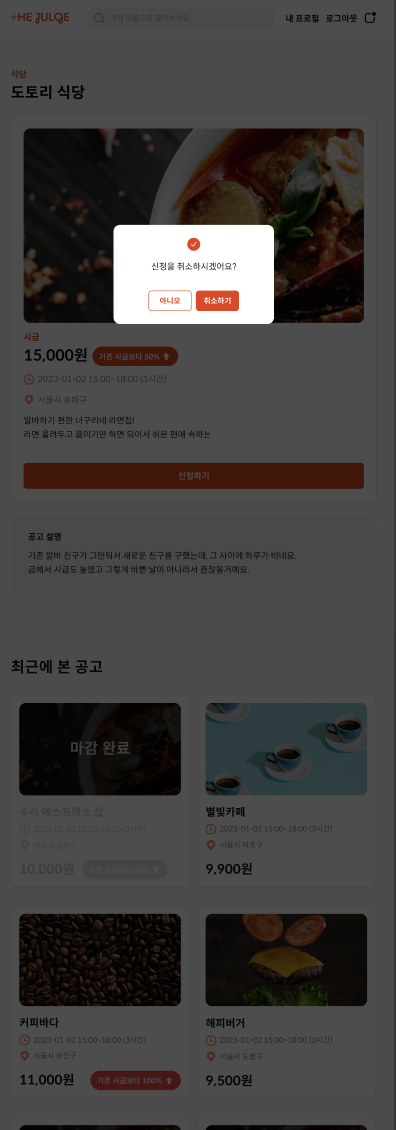 THE JULGE
가게 이름으로 찾아보세요
내 프로필 로그아웃
식당
도토리 식당
신청을 취소하시겠어요?
아니오 취소하기
시급
15,000원 기존 시급보다 50%
2023-01-02 15:00~18:00 (3시간)
서울시 송파구
알바하기 편한 너구리네 라면집!
라면 올려두고 끓이기만 하면 되어서 쉬운 편에 속하는
신청하기
공고 설명
기존 알바 친구가 그만둬서 새로운 친구를 구했는데, 그 사이에 하루가 비네요.
급해서 시급도 높였고 그렇게 바쁜 날이 아니라서 괜찮을거예요.
최근에 본 공고
마감 완료
수리 에스프레소 샵
2023-01-02 15:00~18:00 (3시간)
서울시 송파구
10,000원
별빛카페
2023-01-02 15:00~18:00 (3시간)
서울시 마포구
9,900원
커피바다
2023-01-02 15:00~18:00 (3시간)
서울시 광진구
11,000원 기존 시급보다 100%
해피버거
2023-01-02 15:00~18:00 (3시간)
서울시 도봉구
9,500원